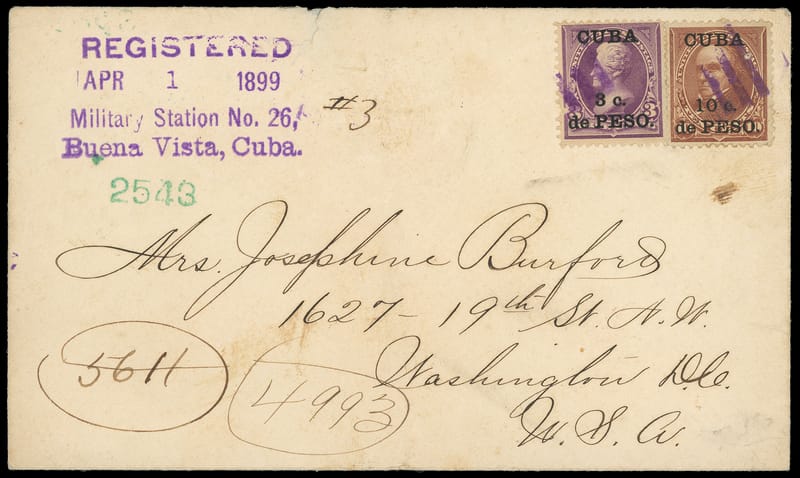 REGISTERED
APR 1 1899
Military Station No. 26,
Buena Vista, Cuba.
#3
2543
CUBA
3 c.
de PESO.
CUBA
10 c.
de PESO.
Mrs. Josephine Burford
1627 - 19th St. N.W.
Washington D.C.
U.S.A.
5611
4993